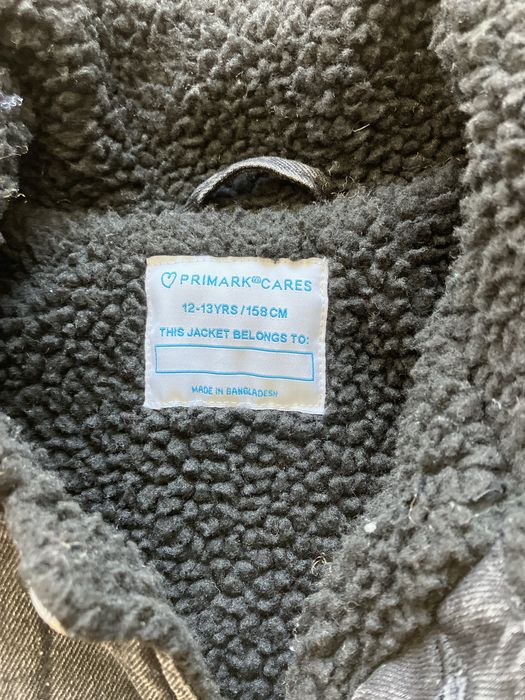 PRIMARK® CARES
12-13YRS/158CM
THIS JACKET BELONGS TO:
MADE IN BANGLADESH